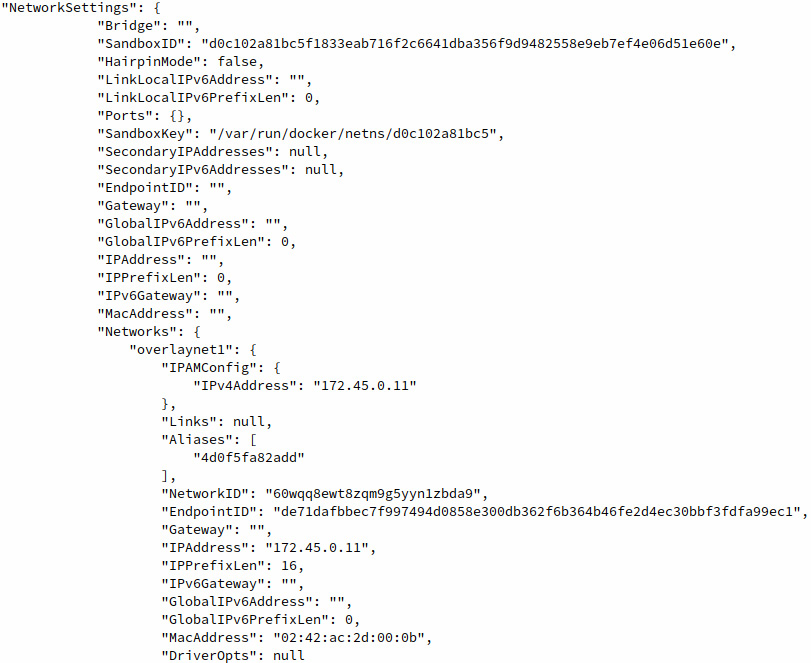 "NetworkSettings": {
"Bridge": "",
"SandboxID": "d0c102a81bc5f1833eab716f2c6641dba356f9d9482558e9eb7ef4e06d51e60e",
"HairpinMode": false,
"LinkLocalIPv6Address": "",
"LinkLocalIPv6PrefixLen": 0,
"Ports": {},
"SandboxKey": "/var/run/docker/netns/d0c102a81bc5",
"SecondaryIPAddresses": null,
"SecondaryIPv6Addresses": null,
"EndpointID": "",
"Gateway": "",
"GlobalIPv6Address": "",
"GlobalIPv6PrefixLen": 0,
"IPAddress": "",
"IPPrefixLen": 0,
"IPv6Gateway": "",
"MacAddress": "",
"Networks": {
"overlaynet1": {
"IPAMConfig": {
"IPv4Address": "172.45.0.11"
},
"Links": null,
"Aliases": [
"4d0f5fa82add"
],
"NetworkID": "60wqq8ewt8zqm9g5yyn1zbda9",
"EndpointID": "de71dafbbec7f997494d0858e300db362f6b364b46fe2d4ec30bbf3fdfa99ec1",
"Gateway": "",
"IPAddress": "172.45.0.11",
"IPPrefixLen": 16,
"IPv6Gateway": "",
"GlobalIPv6Address": "",
"GlobalIPv6PrefixLen": 0,
"MacAddress": "02:42:ac:2d:00:0b",
"DriverOpts": null